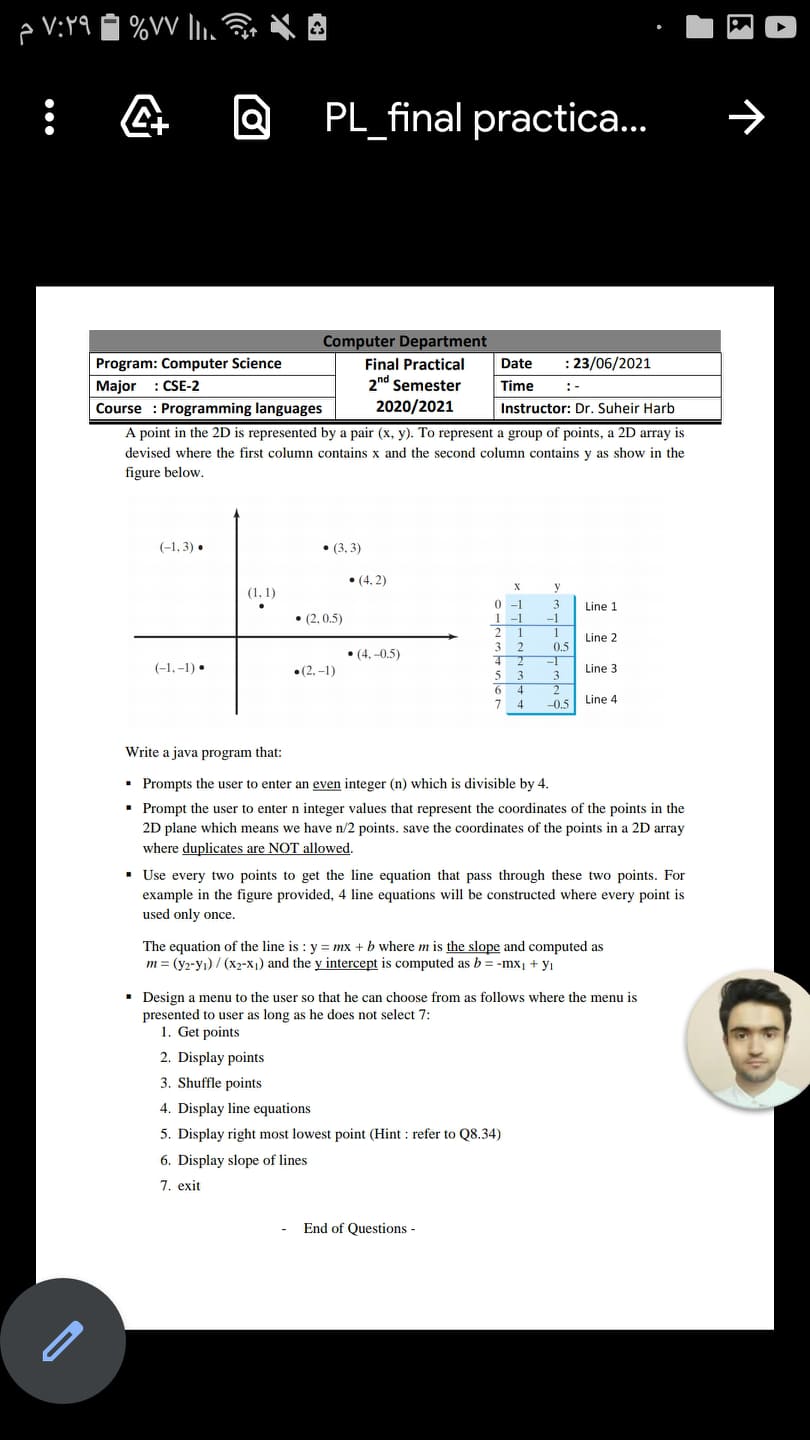 م ٧:٢٩ %٧٧
PL_final practica...
Computer Department
Program: Computer Science
Final Practical
Date : 23/06/2021
Major : CSE-2
2nd Semester
Time : -
Course : Programming languages
2020/2021
Instructor: Dr. Suheir Harb
A point in the 2D is represented by a pair (x, y). To represent a group of points, a 2D array is
devised where the first column contains x and the second column contains y as show in the
figure below.
(−1, 3)
(3, 3)
(4, 2)
(1, 1)
(2, 0.5)
(4, −0.5)
(−1, −1)
(2, −1)
x y
0 −1 3 Line 1
1 −1 −1
2 1 1 Line 2
3 2 0.5
4 2 −1 Line 3
5 3 3
6 4 2 Line 4
7 4 −0.5
Write a java program that:
▪ Prompts the user to enter an even integer (n) which is divisible by 4.
▪ Prompt the user to enter n integer values that represent the coordinates of the points in the
2D plane which means we have n/2 points. save the coordinates of the points in a 2D array
where duplicates are NOT allowed.
▪ Use every two points to get the line equation that pass through these two points. For
example in the figure provided, 4 line equations will be constructed where every point is
used only once.
The equation of the line is : y = mx + b where m is the slope and computed as
m = (y2-y1) / (x2-x1) and the y intercept is computed as b = -mx1 + y1
▪ Design a menu to the user so that he can choose from as follows where the menu is
presented to user as long as he does not select 7:
1. Get points
2. Display points
3. Shuffle points
4. Display line equations
5. Display right most lowest point (Hint : refer to Q8.34)
6. Display slope of lines
7. exit
- End of Questions -